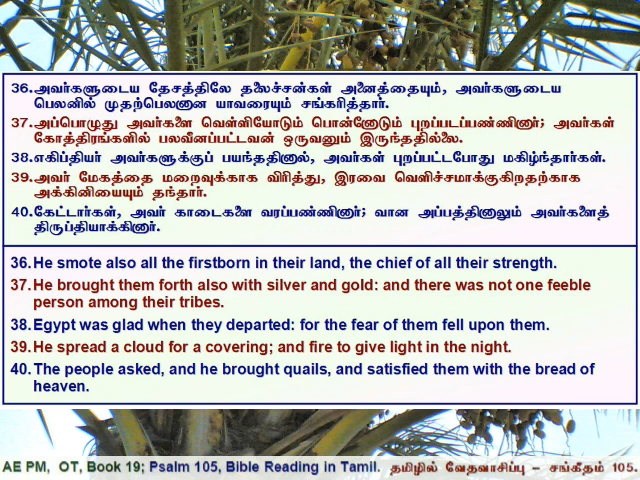 36.அவர்களுடைய தேசத்திலே தலைச்சன்கள் அனைத்தையும், அவர்களுடைய
பெலனில் முதற்பெலனான யாவரையும் சங்கரித்தார்.
37.அப்பொழுது அவர்களை வெள்ளியோடும் பொன்னோடும் புறப்படப்பண்ணினார்; அவர்கள்
கோத்திரங்களில் பலவீனப்பட்டவன் ஒருவனும் இருந்ததில்லை.
38.எகிப்தியர் அவர்களுக்குப் பயந்ததினால், அவர்கள் புறப்பட்டபோது மகிழ்ந்தார்கள்.
39.அவர் மேகத்தை மறைவுக்காக விரித்து, இரவை வெளிச்சமாக்குகிறதற்காக
அக்கினியையும் தந்தார்.
40.கேட்டார்கள், அவர் காடைகளை வரப்பண்ணினார்; வான அப்பத்தினாலும் அவர்களைத்
திருப்தியாக்கினார்.
36.He smote also all the firstborn in their land, the chief of all their strength.
37.He brought them forth also with silver and gold: and there was not one feeble
person among their tribes.
38.Egypt was glad when they departed: for the fear of them fell upon them.
39.He spread a cloud for a covering; and fire to give light in the night.
40.The people asked, and he brought quails, and satisfied them with the bread of
heaven.
AE PM, OT, Book 19; Psalm 105, Bible Reading in Tamil. தமிழில் வேதவாசிப்பு – சங்கீதம் 105.